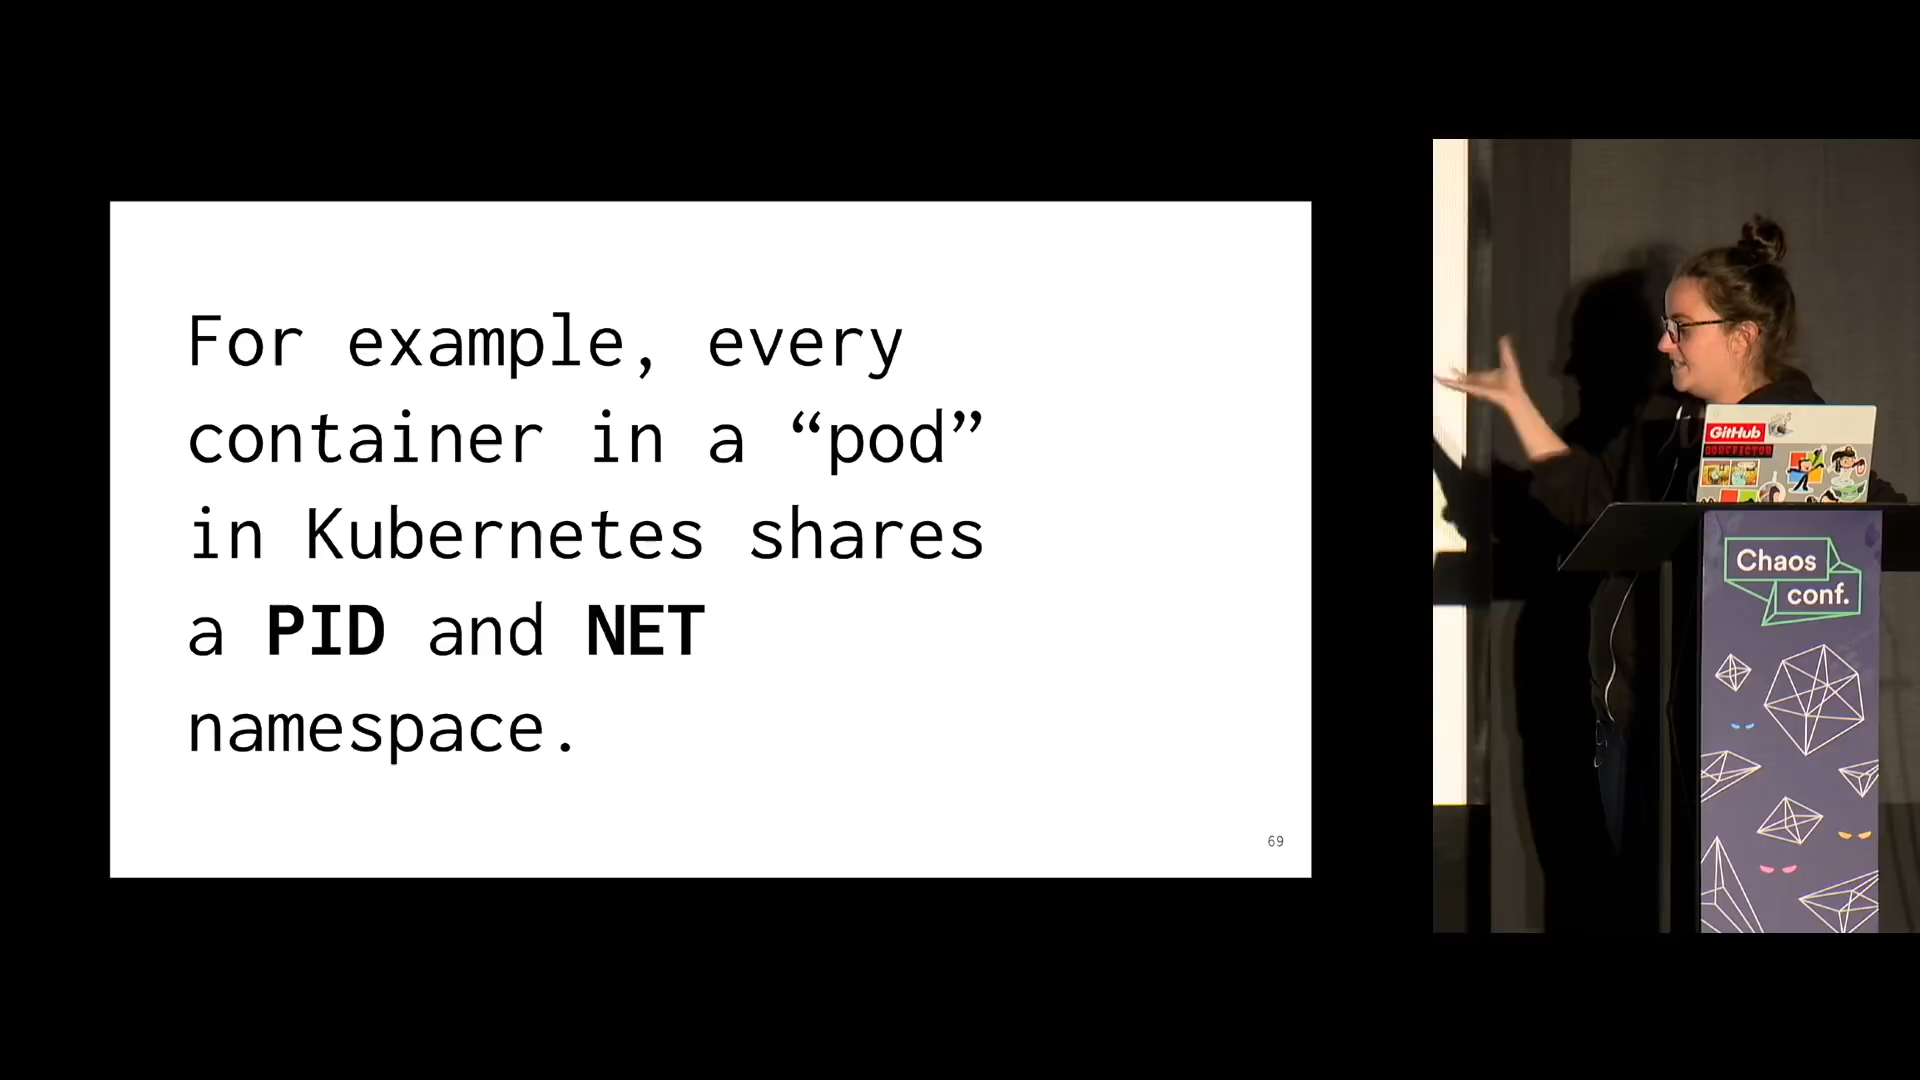 For example, every
container in a “pod”
in Kubernetes shares
a PID and NET
namespace.
69
GitHub
Chaos
conf.